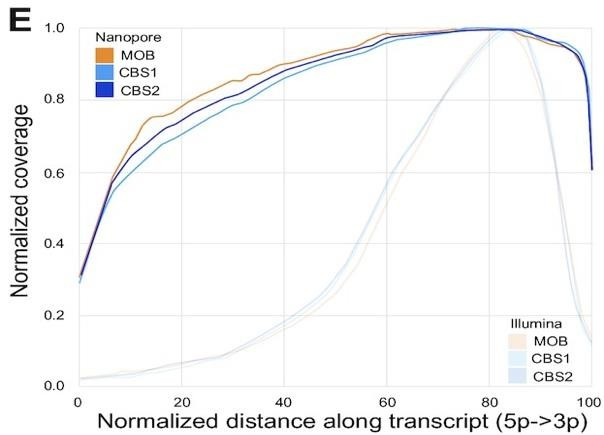 E
Nanopore
MOB
CBS1
CBS2
1.0
0.8
0.6
0.4
0.2
0.0
Normalized coverage
Illumina
MOB
CBS1
CBS2
0 20 40 60 80 100
Normalized distance along transcript (5p->3p)